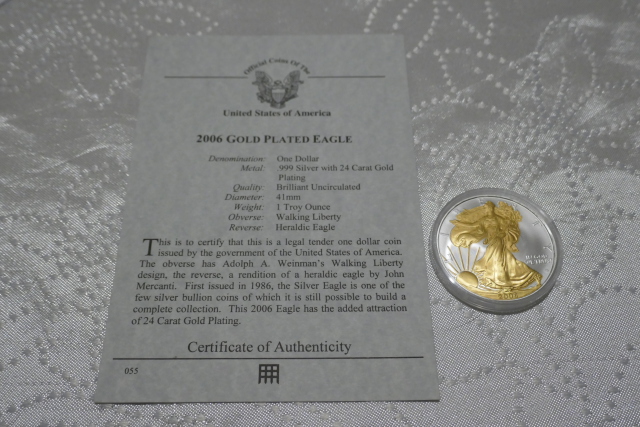 Official Coins Of The
United States of America
2006 GOLD PLATED EAGLE
Denomination: One Dollar
Metal: 999 Silver with 24 Carat Gold
Plating
Quality: Brilliant Uncirculated
Diameter: 41mm
Weight: 1 Troy Ounce
Obverse: Walking Liberty
Reverse: Heraldic Eagle
This is to certify that this is a legal tender one dollar coin
issued by the government of the United States of America.
The obverse has Adolph A. Weinman's Walking Liberty
design, the reverse, a rendition of a heraldic eagle by John
Mercanti. First issued in 1986, the Silver Eagle is one of the
few silver bullion coins of which it is still possible to build a
complete collection. This 2006 Eagle has the added attraction
of 24 Carat Gold Plating.
Certificate of Authenticity
055